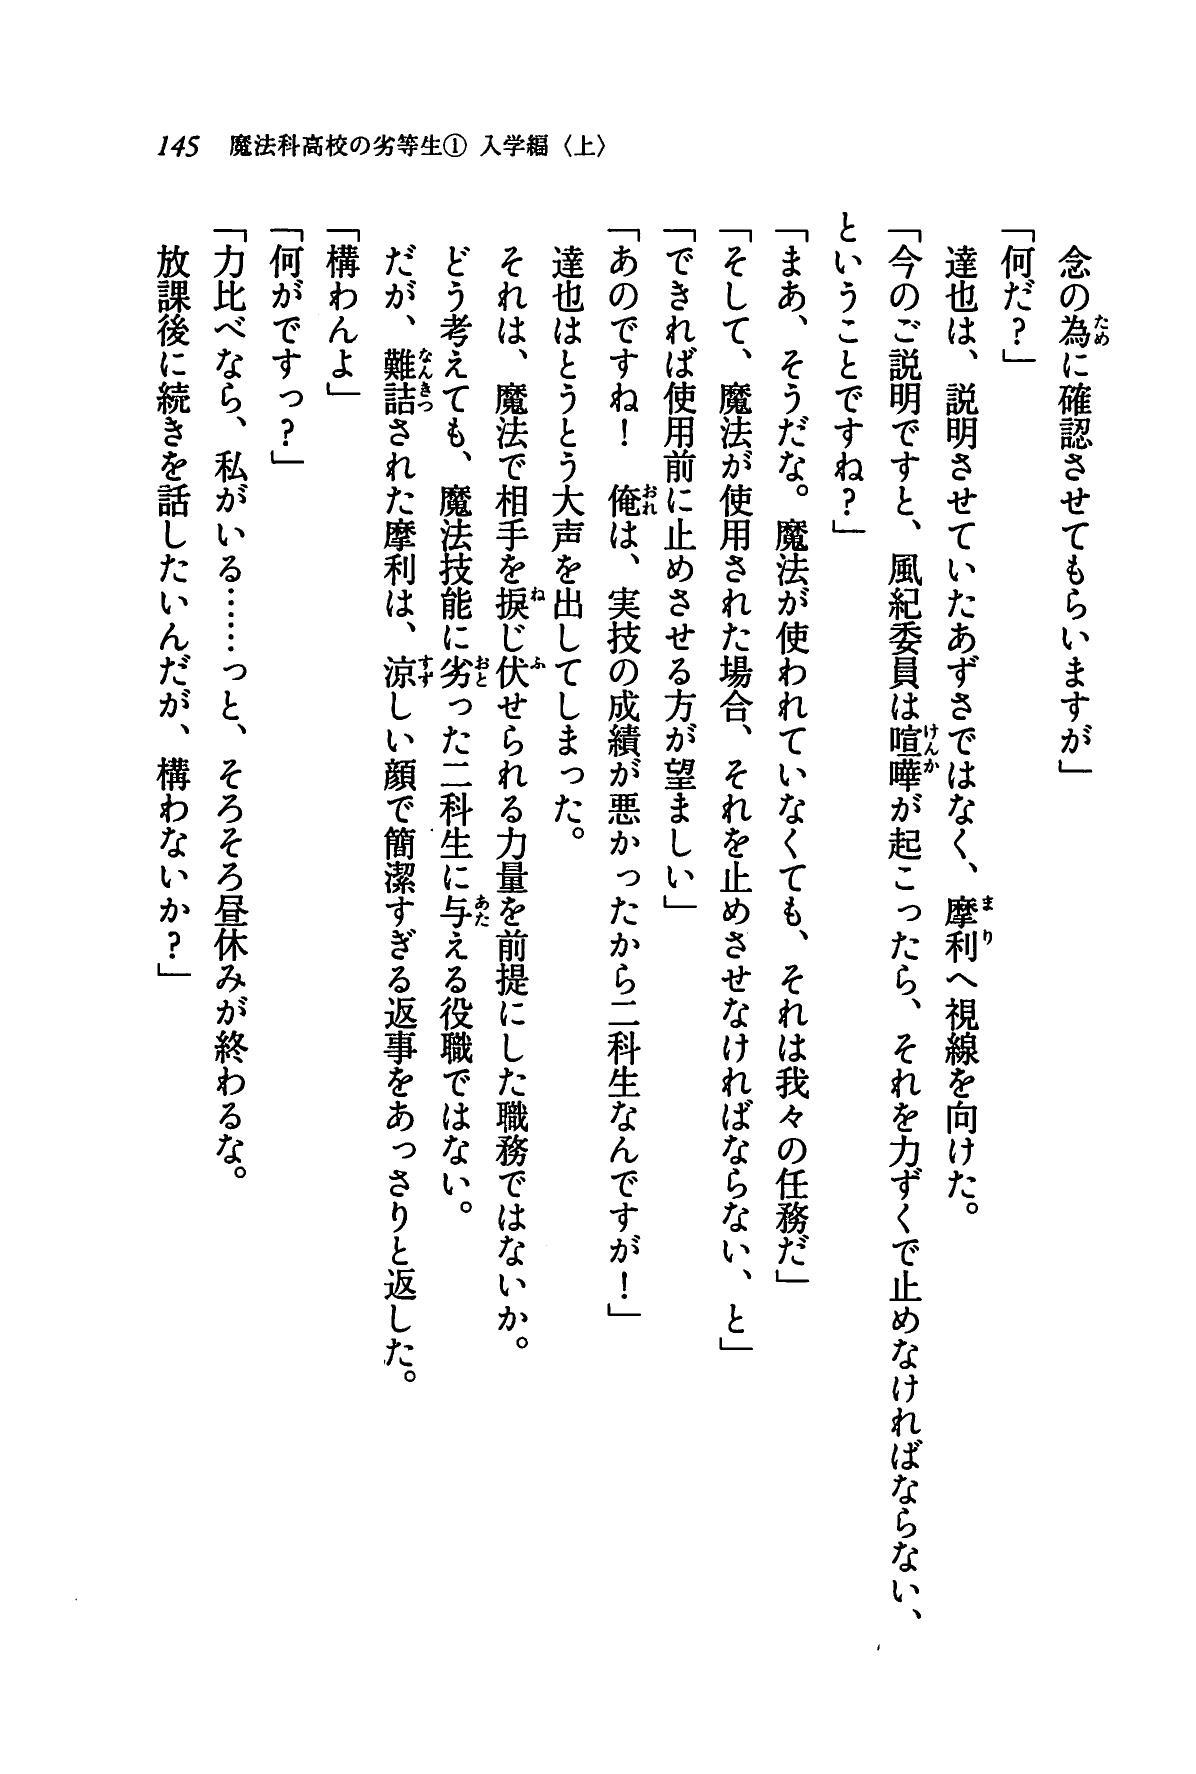 145 魔法科高校の劣等生① 入学編〈上〉
念の為に確認させてもらいますが」
「何だ?」
達也は、説明させていたあずさではなく、摩利へ視線を向けた。
「今のご説明ですと、風紀委員は喧嘩が起こったら、それを力ずくで止めなければならない、
ということですね?」
「まあ、そうだな。魔法が使われていなくても、それは我々の任務だ」
「そして、魔法が使用された場合、それを止めさせなければならない、と」
「できれば使用前に止めさせる方が望ましい」
「あのですね! 俺は、実技の成績が悪かったから二科生なんですが!」
達也はとうとう大声を出してしまった。
それは、魔法で相手を捩じ伏せられる力量を前提にした職務ではないか。
どう考えても、魔法技能に劣った二科生に与える役職ではない。
だが、難詰された摩利は、涼しい顔で簡潔すぎる返事をあっさりと返した。
「構わんよ」
「何がですっ?」
「力比べなら、私がいる……っと、そろそろ昼休みが終わるな。
放課後に続きを話したいんだが、構わないか?」